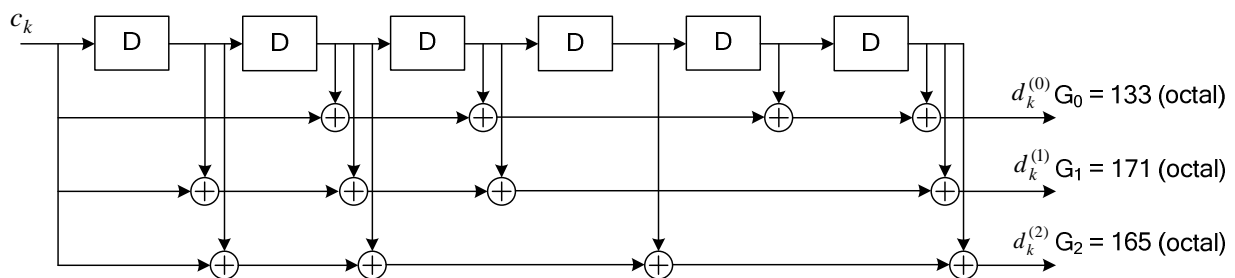 c_k
D D D D D D
d_k^{(0)} G₀ = 133 (octal)
d_k^{(1)} G₁ = 171 (octal)
d_k^{(2)} G₂ = 165 (octal)